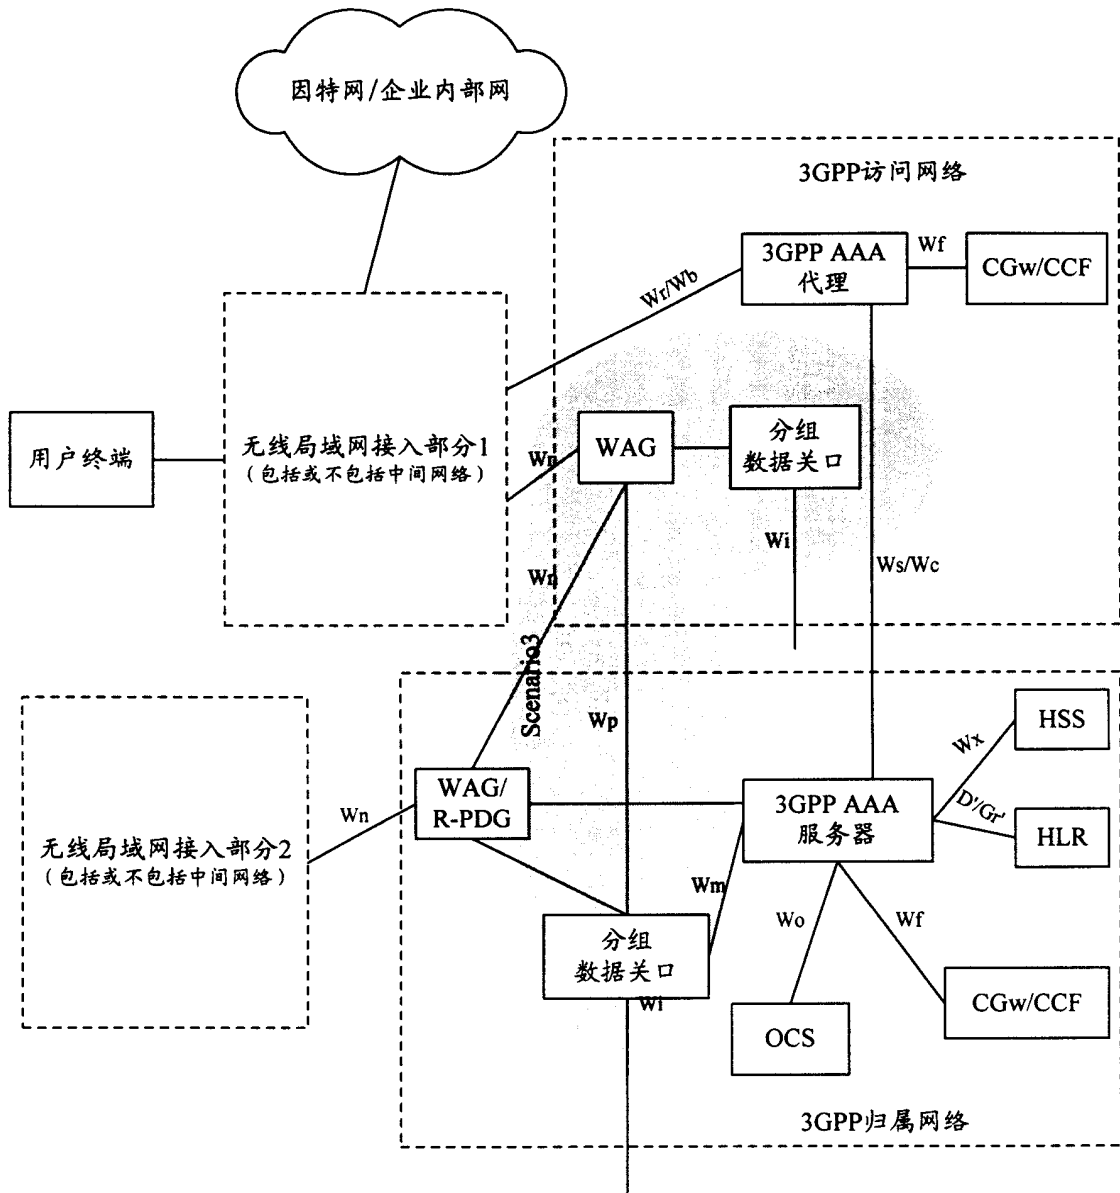 因特网/企业内部网
3GPP访问网络
3GPP AAA
代理
Wf
CGw/CCF
Wr/Wb
用户终端
无线局域网接入部分1
（包括或不包括中间网络）
Wn
WAG
分组
数据关口
Wi
Ws/Wc
Wn
Scenario3
Wp
HSS
Wx
WAG/
R-PDG
3GPP AAA
服务器
D'/Gr'
HLR
Wn
无线局域网接入部分2
（包括或不包括中间网络）
Wm
Wo
Wf
分组
数据关口
Wi
OCS
CGw/CCF
3GPP归属网络